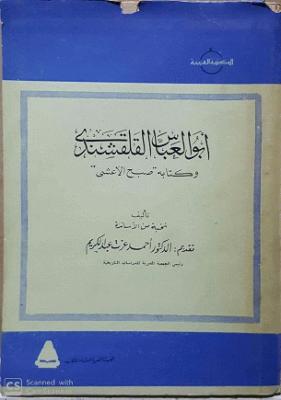 المكتبة العربية
أبو العباس القلقشندي
وكتابه "صبح الأعشى"
تأليف
نخبة من الأساتذة
تقديم: الدكتور أحمد عزت عبد الكريم
رئيس الجمعية المصرية للدراسات التاريخية
CS Scanned with
CamScanner